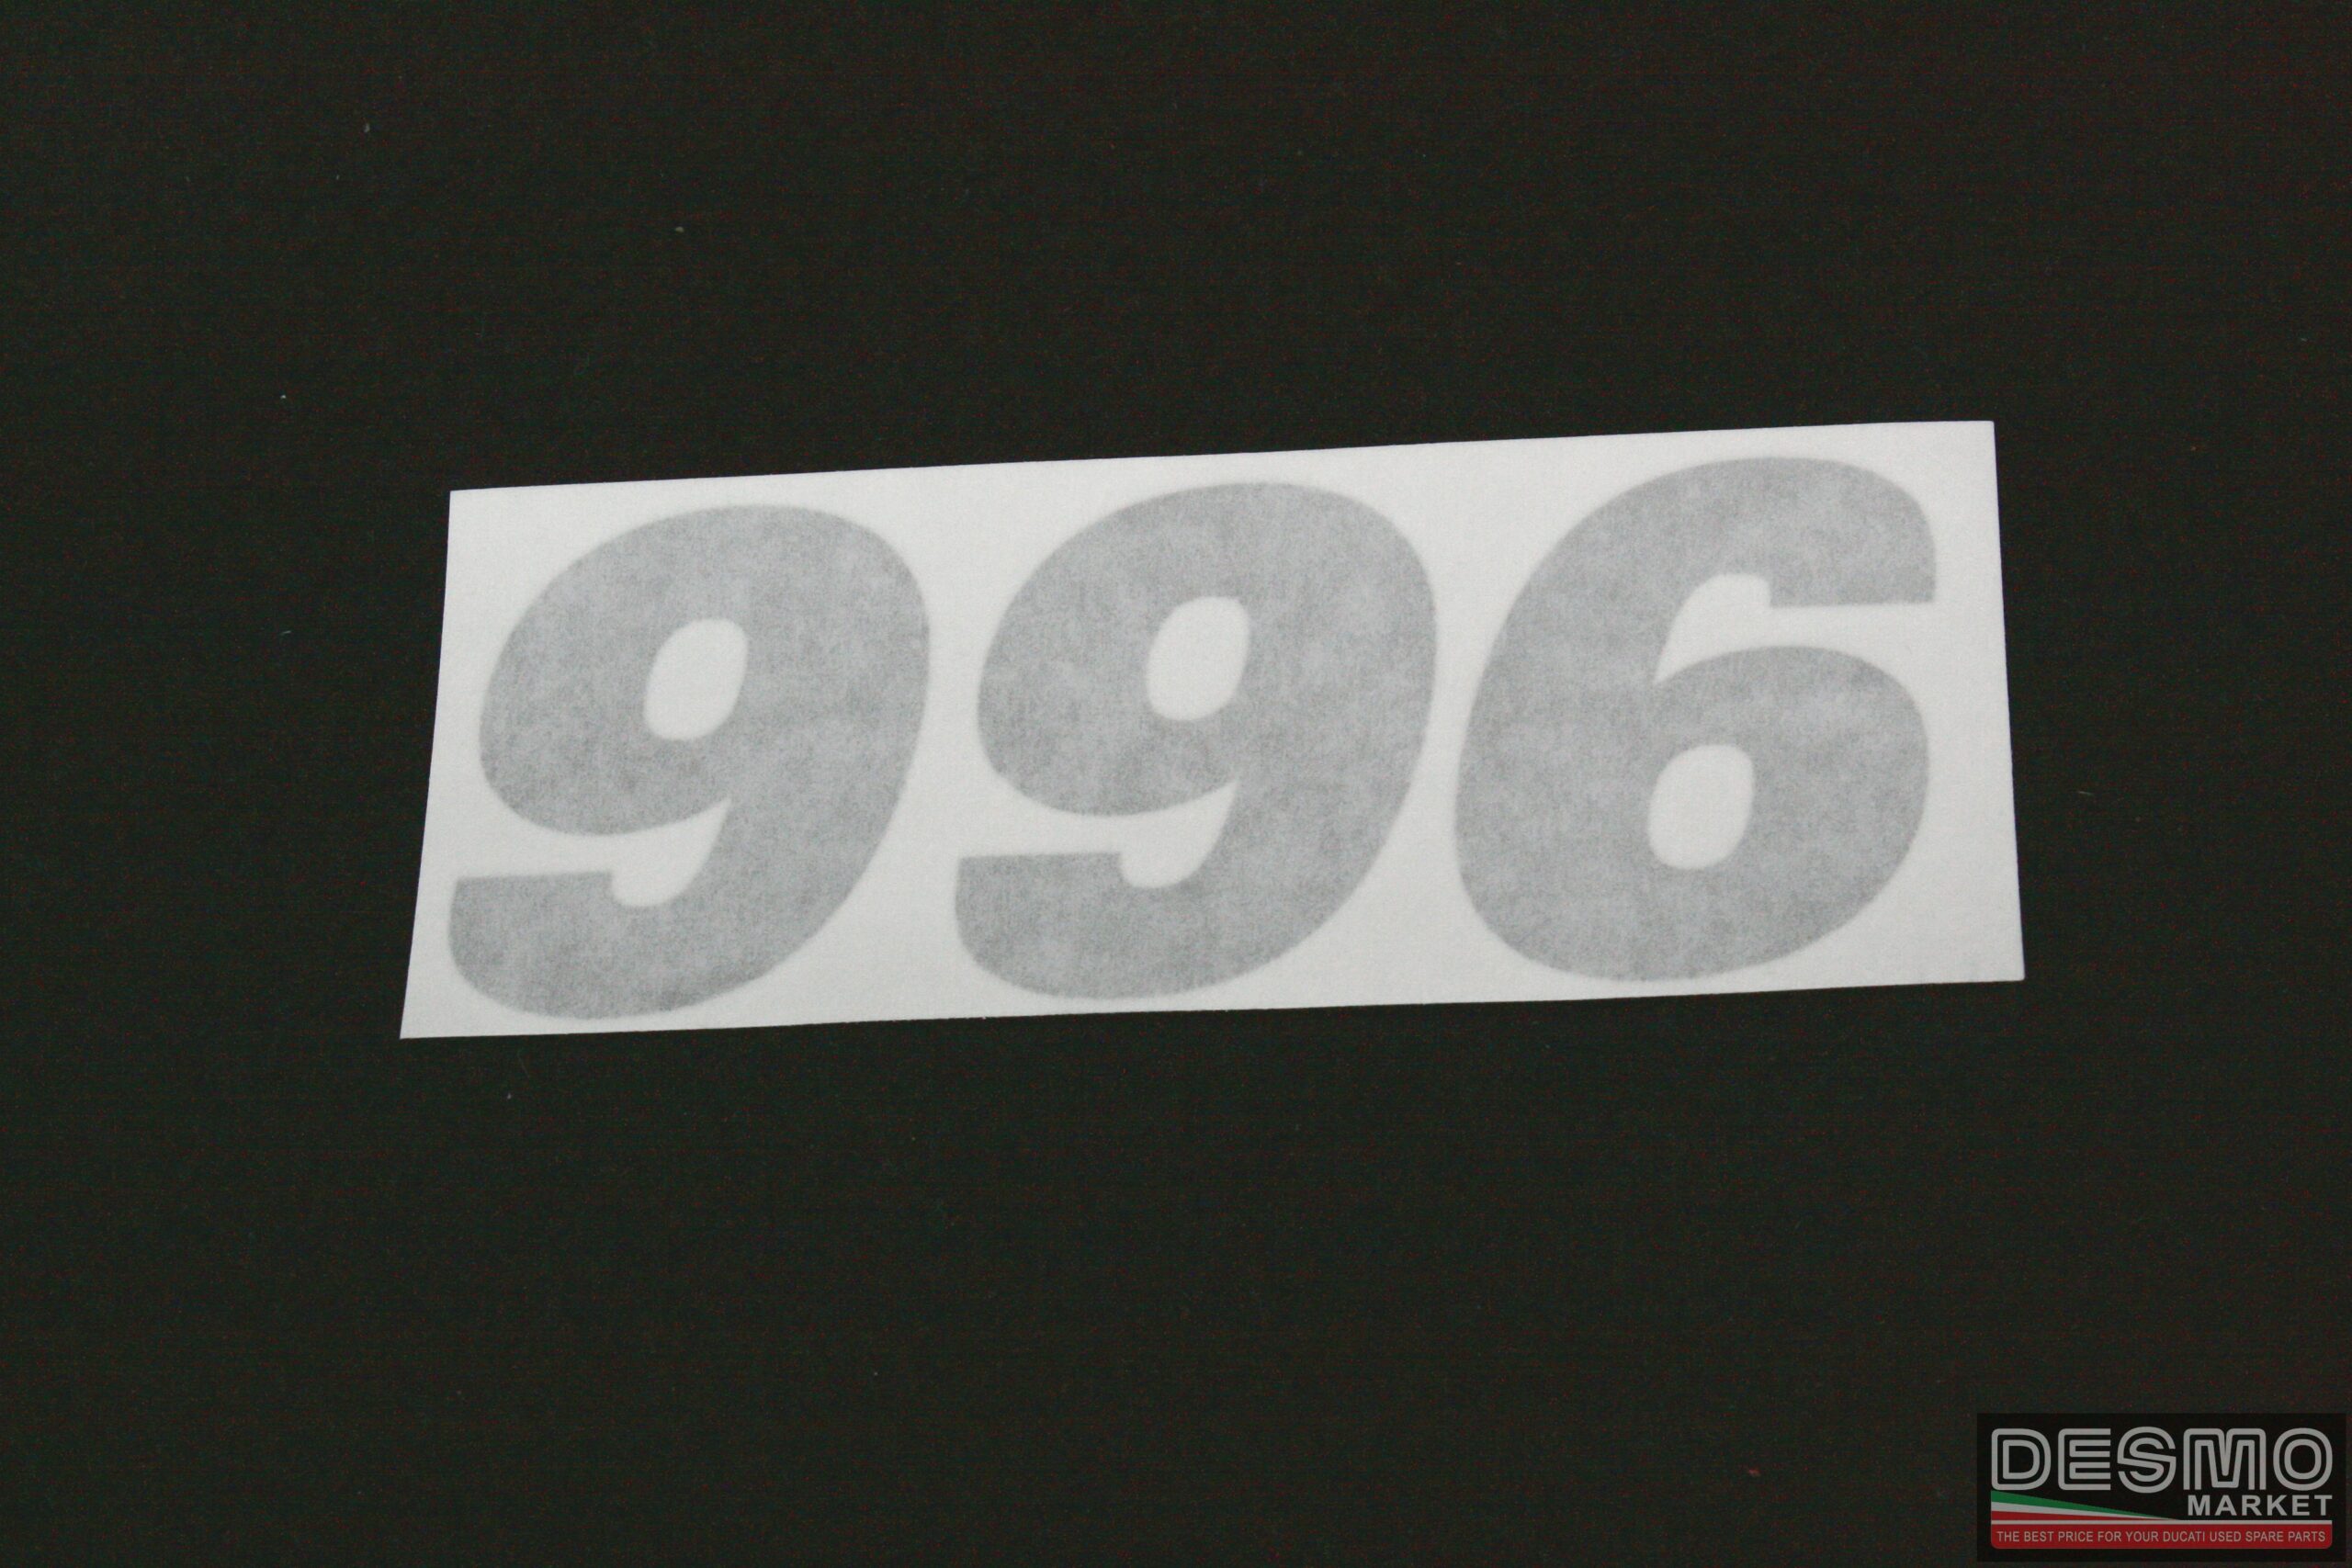 996
DESMO
MARKET
THE BEST PRICE FOR YOUR DUCATI USED SPARE PARTS